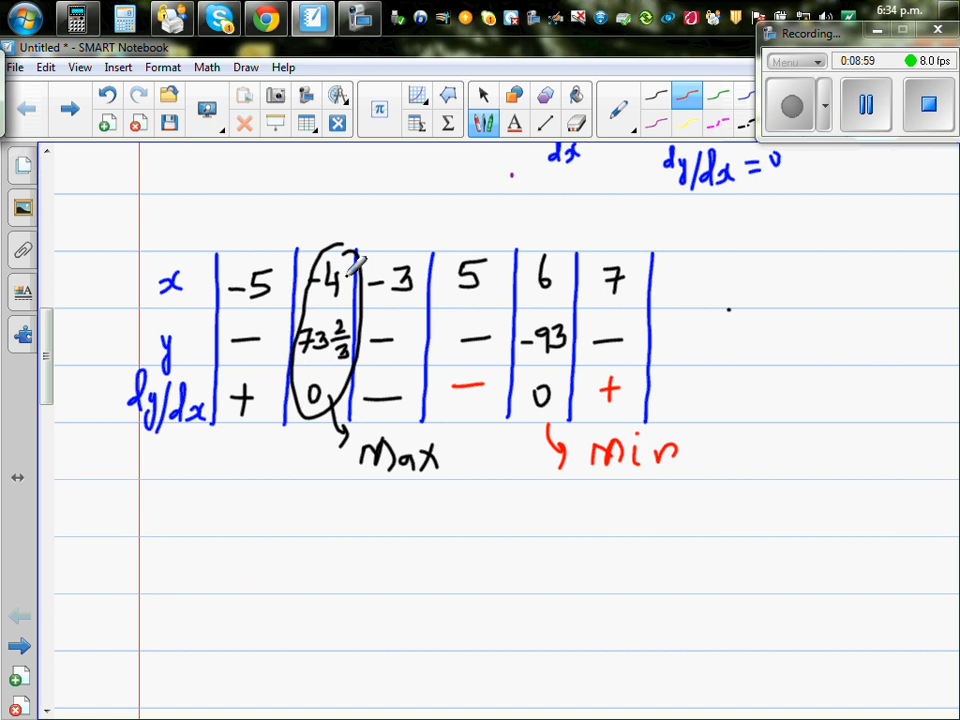 6:34 p.m.
Untitled * - SMART Notebook
Recording...
File Edit View Insert Format Math Draw Help
Menu 0:08:59 8.0 fps
π Σ A
dx dy/dx = 0
x -5 -4 -3 5 6 7
y — 73 2/3 — — -93 —
dy/dx + 0 — — 0 +
Max Min